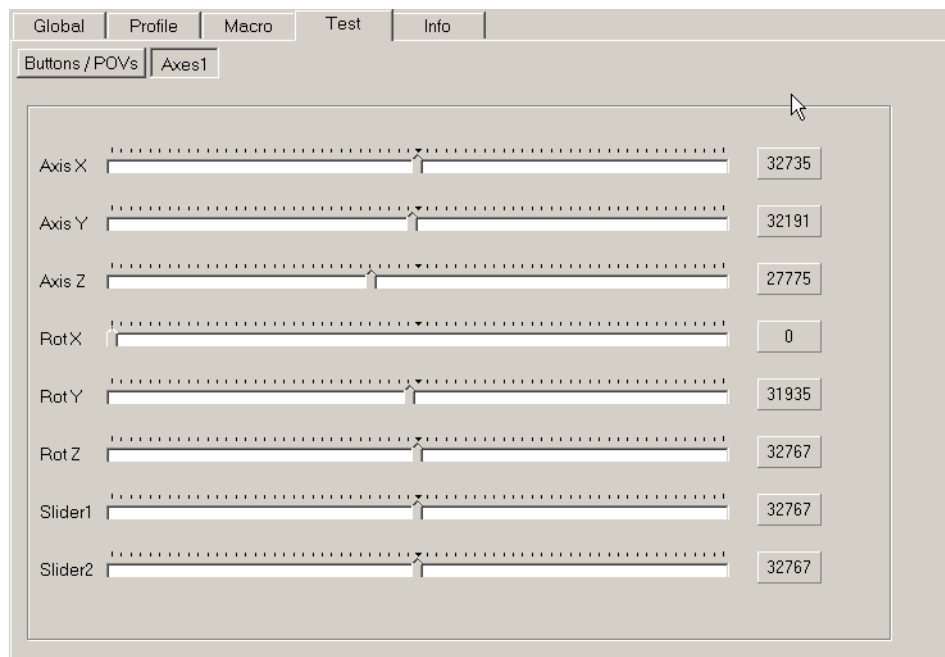 Global Profile Macro Test Info
Buttons / POVs Axes1
Axis X 32735
Axis Y 32191
Axis Z 27775
Rot X 0
Rot Y 31935
Rot Z 32767
Slider1 32767
Slider2 32767